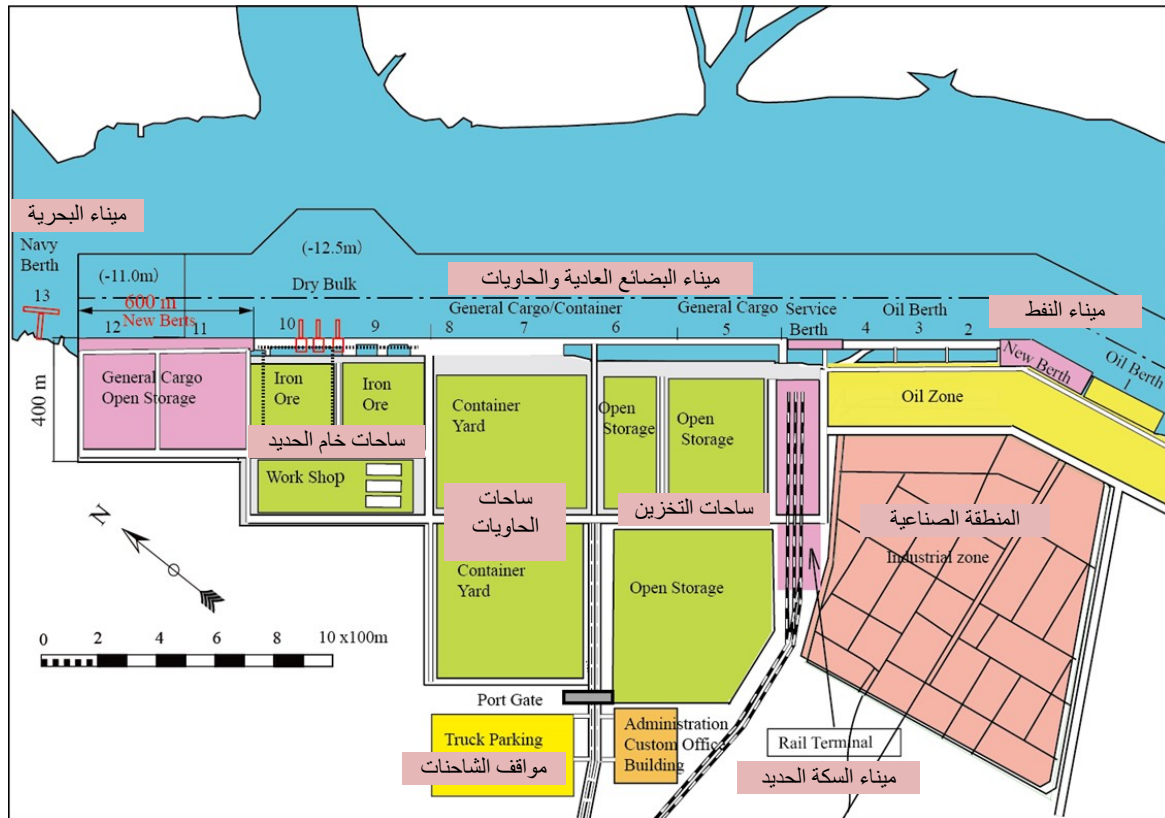 ميناء البحرية
Navy
Berth
13
(-11.0m)
(-12.5m)
Dry Bulk
ميناء البضائع العادية والحاويات
General Cargo/Container
General Cargo
Service
Berth
Oil Berth
ميناء النفط
600 m
New Berts
12
11
10
9
8
7
6
5
4
3
2
New Berth
Oil Berth
1
400 m
General Cargo
Open Storage
Iron
Ore
Iron
Ore
ساحات خام الحديد
Work Shop
Container
Yard
ساحات
الحاويات
Container
Yard
Open
Storage
Open
Storage
ساحات التخزين
Open Storage
Oil Zone
المنطقة الصناعية
Industrial zone
N
0 2 4 6 8 10 x100m
Port Gate
Truck Parking
مواقف الشاحنات
Administration
Custom Office
Building
Rail Terminal
ميناء السكة الحديد